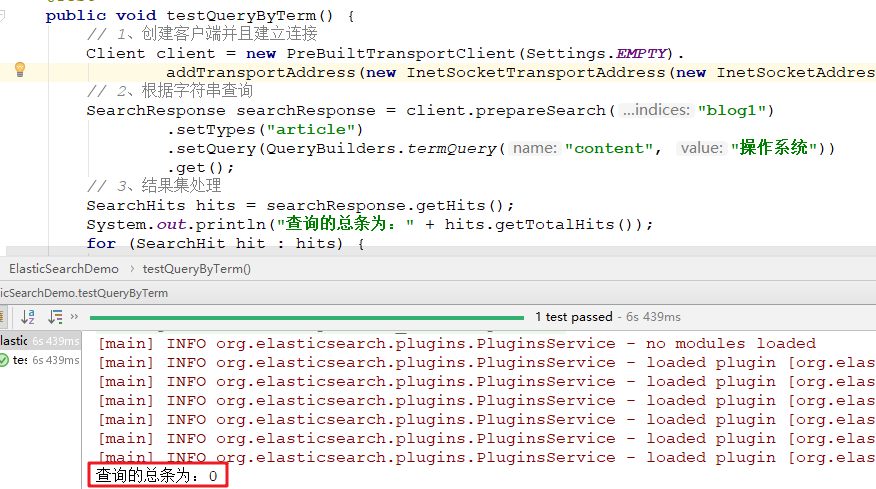 public void testQueryByTerm() {
// 1、创建客户端并且建立连接
Client client = new PreBuiltTransportClient(Settings.EMPTY).
addTransportAddress(new InetSocketTransportAddress(new InetSocketAddres
// 2、根据字符串查询
SearchResponse searchResponse = client.prepareSearch( ...indices: "blog1")
.setTypes("article")
.setQuery(QueryBuilders.termQuery( name: "content", value: "操作系统"))
.get();
// 3、结果集处理
SearchHits hits = searchResponse.getHits();
System.out.println("查询的总条为：" + hits.getTotalHits());
for (SearchHit hit : hits) {
ElasticSearchDemo › testQueryByTerm()
ticSearchDemo.testQueryByTerm
1 test passed - 6s 439ms
elastic 6s 439ms
tes 6s 439ms
[main] INFO org.elasticsearch.plugins.PluginsService - no modules loaded
[main] INFO org.elasticsearch.plugins.PluginsService - loaded plugin [org.elas
[main] INFO org.elasticsearch.plugins.PluginsService - loaded plugin [org.elas
[main] INFO org.elasticsearch.plugins.PluginsService - loaded plugin [org.elas
[main] INFO org.elasticsearch.plugins.PluginsService - loaded plugin [org.elas
[main] INFO org.elasticsearch.plugins.PluginsService - loaded plugin [org.elas
[main] INFO org.elasticsearch.plugins.PluginsService - loaded plugin [org.elas
查询的总条为：0